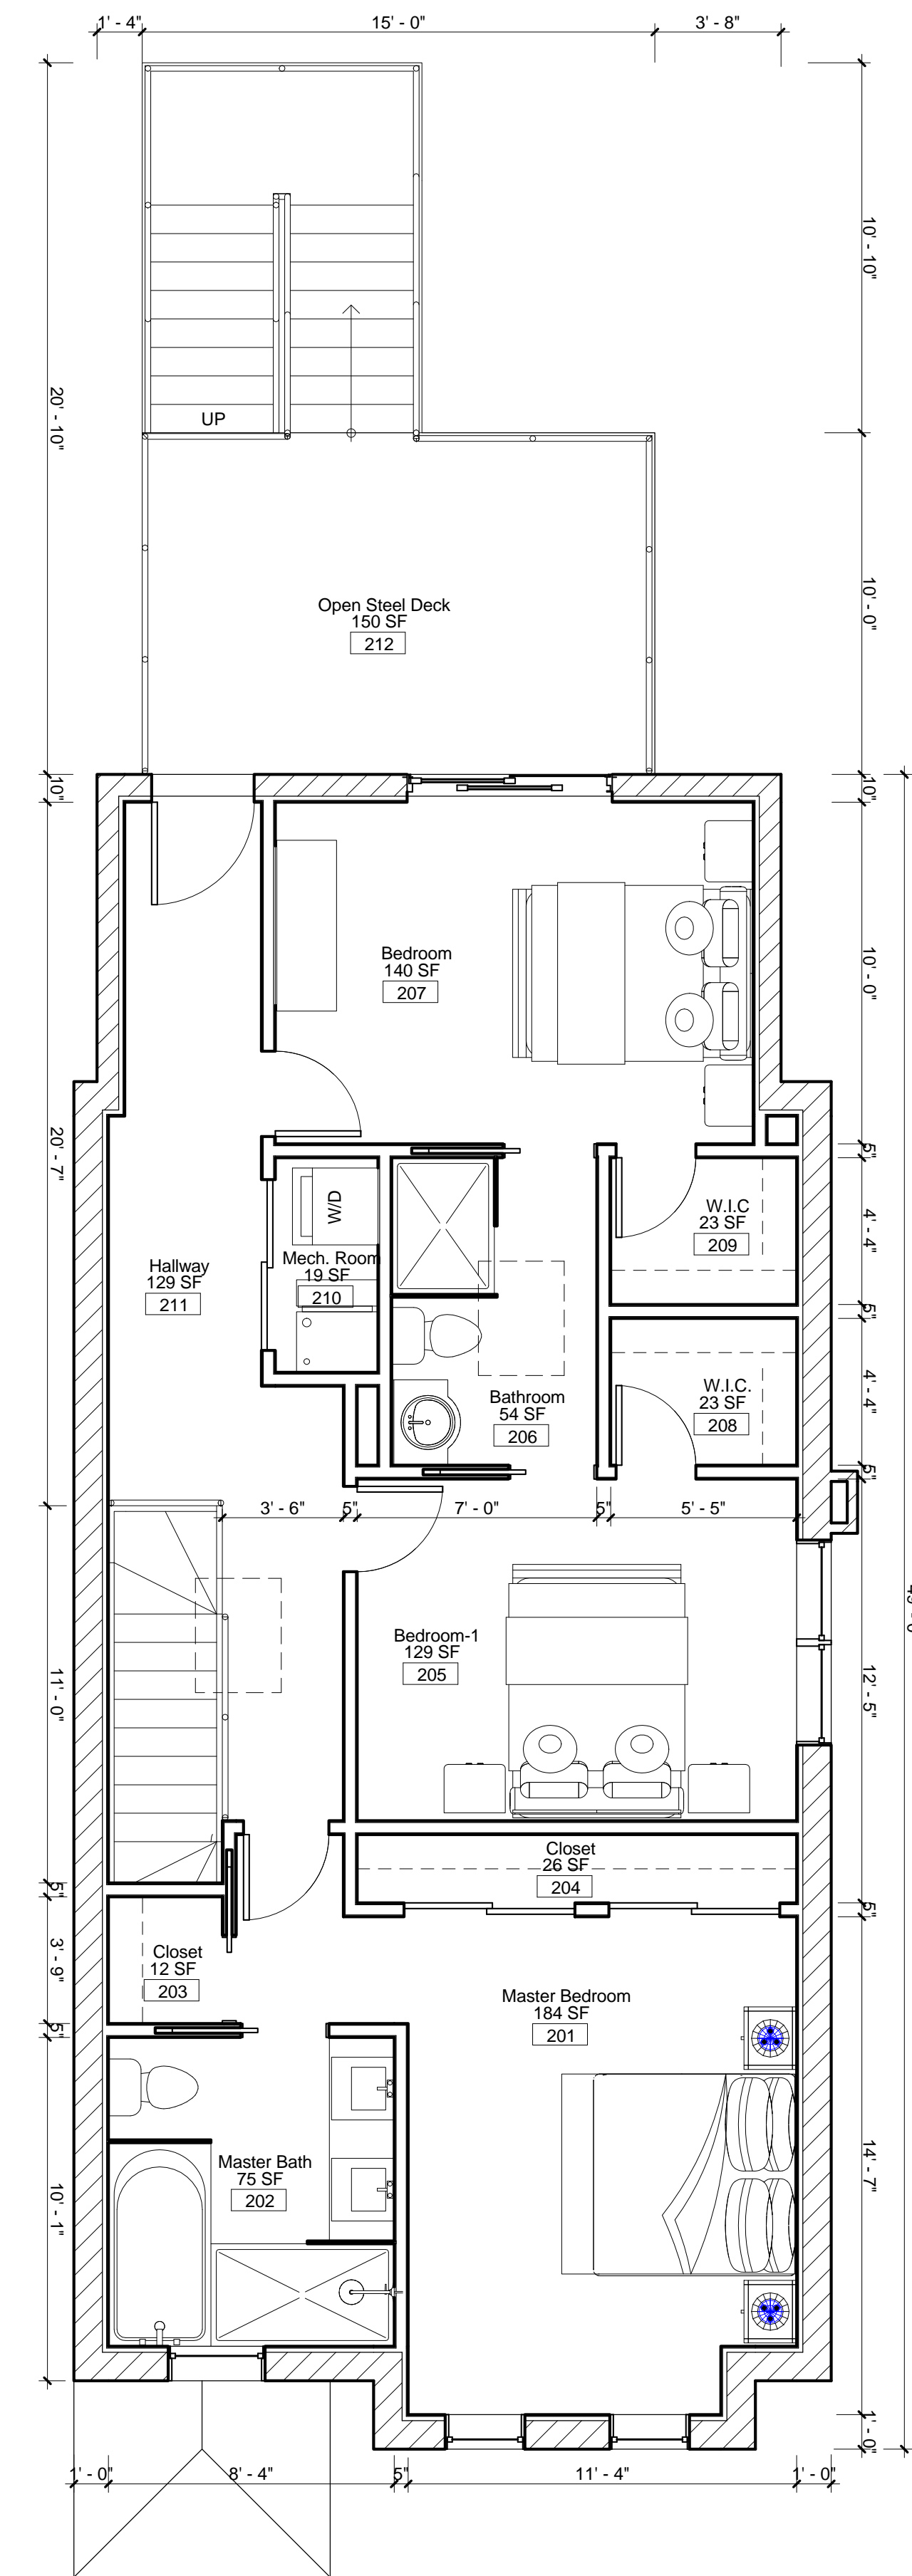 1' - 4"
15' - 0"
3' - 8"
10' - 10"
20' - 10"
UP
10' - 0"
Open Steel Deck
150 SF
212
10"
10"
Bedroom
140 SF
207
10' - 0"
20' - 7"
5"
W/D
W.I.C
23 SF
209
4' - 4"
Hallway
129 SF
211
Mech. Room
19 SF
210
5"
Bathroom
54 SF
206
W.I.C.
23 SF
208
4' - 4"
5"
3' - 6"
5"
7' - 0"
5"
5' - 5"
Bedroom-1
129 SF
205
11' - 0"
12' - 5"
Closet
26 SF
204
5"
5"
Closet
12 SF
203
3' - 9"
Master Bedroom
184 SF
201
5"
Master Bath
75 SF
202
10' - 1"
14' - 7"
1' - 0"
1' - 0"
8' - 4"
5"
11' - 4"
1' - 0"